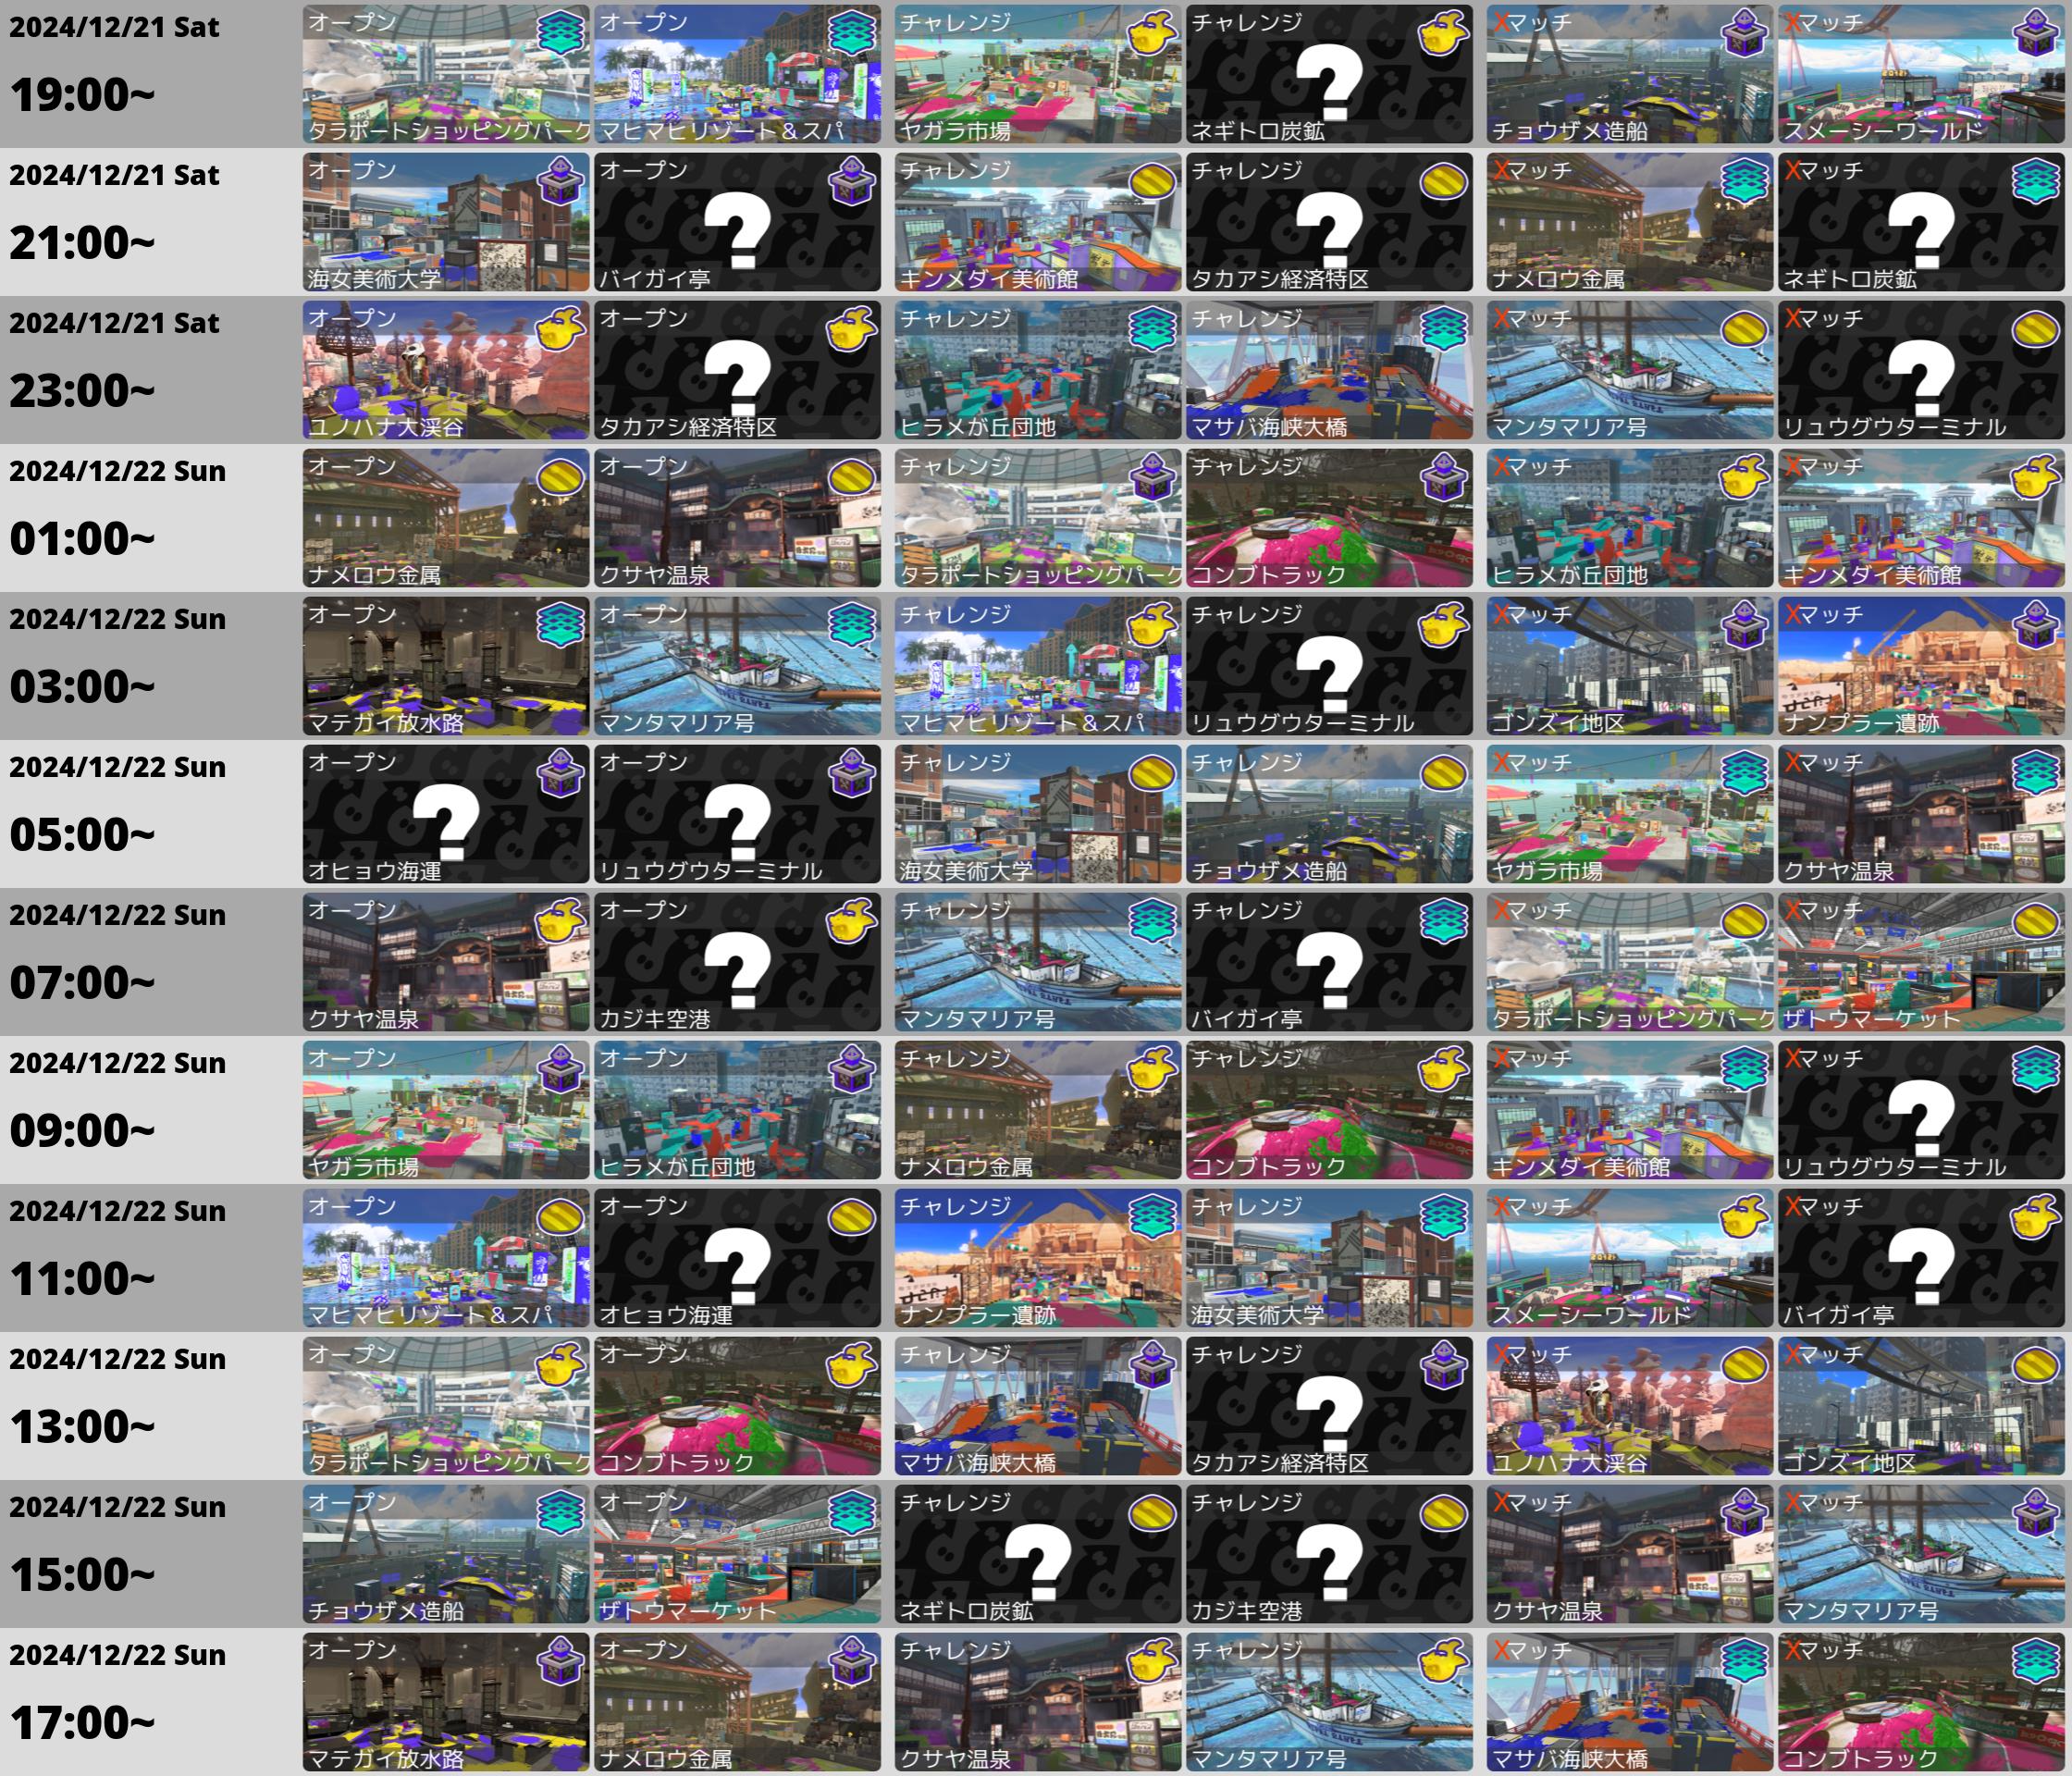 2024/12/21 Sat
19:00~
オープン
タラポートショッピングパーク
オープン
マヒマヒリゾート＆スパ
チャレンジ
ヤガラ市場
チャレンジ
ネギトロ炭鉱
Xマッチ
チョウザメ造船
Xマッチ
スメーシーワールド
2024/12/21 Sat
21:00~
オープン
海女美術大学
オープン
バイガイ亭
チャレンジ
キンメダイ美術館
チャレンジ
タカアシ経済特区
Xマッチ
ナメロウ金属
Xマッチ
ネギトロ炭鉱
2024/12/21 Sat
23:00~
オープン
ユノハナ大渓谷
オープン
タカアシ経済特区
チャレンジ
ヒラメが丘団地
チャレンジ
マサバ海峡大橋
Xマッチ
マンタマリア号
Xマッチ
リュウグウターミナル
2024/12/22 Sun
01:00~
オープン
ナメロウ金属
オープン
クサヤ温泉
チャレンジ
タラポートショッピングパーク
チャレンジ
コンブトラック
Xマッチ
ヒラメが丘団地
Xマッチ
キンメダイ美術館
2024/12/22 Sun
03:00~
オープン
マテガイ放水路
オープン
マンタマリア号
チャレンジ
マヒマヒリゾート＆スパ
チャレンジ
リュウグウターミナル
Xマッチ
ゴンズイ地区
Xマッチ
ナンプラー遺跡
2024/12/22 Sun
05:00~
オープン
オヒョウ海運
オープン
リュウグウターミナル
チャレンジ
海女美術大学
チャレンジ
チョウザメ造船
Xマッチ
ヤガラ市場
Xマッチ
クサヤ温泉
2024/12/22 Sun
07:00~
オープン
クサヤ温泉
オープン
カジキ空港
チャレンジ
マンタマリア号
チャレンジ
バイガイ亭
Xマッチ
タラポートショッピングパーク
Xマッチ
ザトウマーケット
2024/12/22 Sun
09:00~
オープン
ヤガラ市場
オープン
ヒラメが丘団地
チャレンジ
ナメロウ金属
チャレンジ
コンブトラック
Xマッチ
キンメダイ美術館
Xマッチ
リュウグウターミナル
2024/12/22 Sun
11:00~
オープン
マヒマヒリゾート＆スパ
オープン
オヒョウ海運
チャレンジ
ナンプラー遺跡
チャレンジ
海女美術大学
Xマッチ
スメーシーワールド
Xマッチ
バイガイ亭
2024/12/22 Sun
13:00~
オープン
タラポートショッピングパーク
オープン
コンブトラック
チャレンジ
マサバ海峡大橋
チャレンジ
タカアシ経済特区
Xマッチ
ユノハナ大渓谷
Xマッチ
ゴンズイ地区
2024/12/22 Sun
15:00~
オープン
チョウザメ造船
オープン
ザトウマーケット
チャレンジ
ネギトロ炭鉱
チャレンジ
カジキ空港
Xマッチ
クサヤ温泉
Xマッチ
マンタマリア号
2024/12/22 Sun
17:00~
オープン
マテガイ放水路
オープン
ナメロウ金属
チャレンジ
クサヤ温泉
チャレンジ
マンタマリア号
Xマッチ
マサバ海峡大橋
Xマッチ
コンブトラック